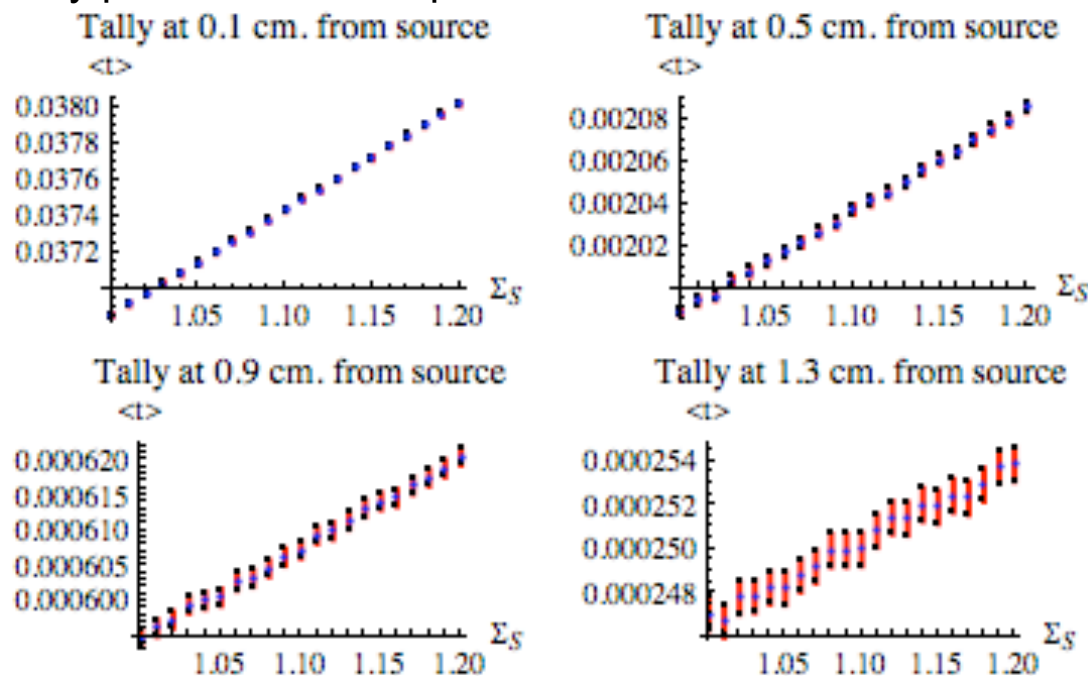 Tally at 0.1 cm. from source
<t>
0.0380
0.0378
0.0376
0.0374
0.0372
1.05 1.10 1.15 1.20
Σ_S
Tally at 0.5 cm. from source
<t>
0.00208
0.00206
0.00204
0.00202
1.05 1.10 1.15 1.20
Σ_S
Tally at 0.9 cm. from source
<t>
0.000620
0.000615
0.000610
0.000605
0.000600
1.05 1.10 1.15 1.20
Σ_S
Tally at 1.3 cm. from source
<t>
0.000254
0.000252
0.000250
0.000248
1.05 1.10 1.15 1.20
Σ_S